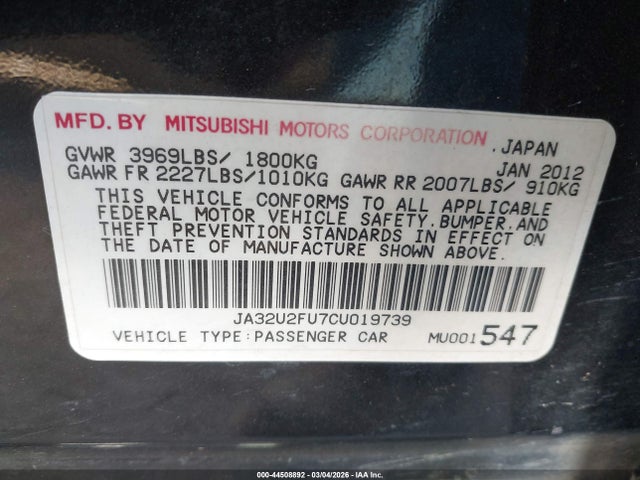 MFD. BY MITSUBISHI MOTORS CORPORATION. JAPAN
GVWR 3969LBS/ 1800KG JAN 2012
GAWR FR 2227LBS/1010KG GAWR RR 2007LBS/ 910KG
THIS VEHICLE CONFORMS TO ALL APPLICABLE
FEDERAL MOTOR VEHICLE SAFETY,BUMPER,AND
THEFT PREVENTION STANDARDS IN EFFECT ON
THE DATE OF MANUFACTURE SHOWN ABOVE.
JA32U2FU7CU019739
VEHICLE TYPE:PASSENGER CAR MU001547
000-44508892 - 03/04/2026 - IAA Inc.